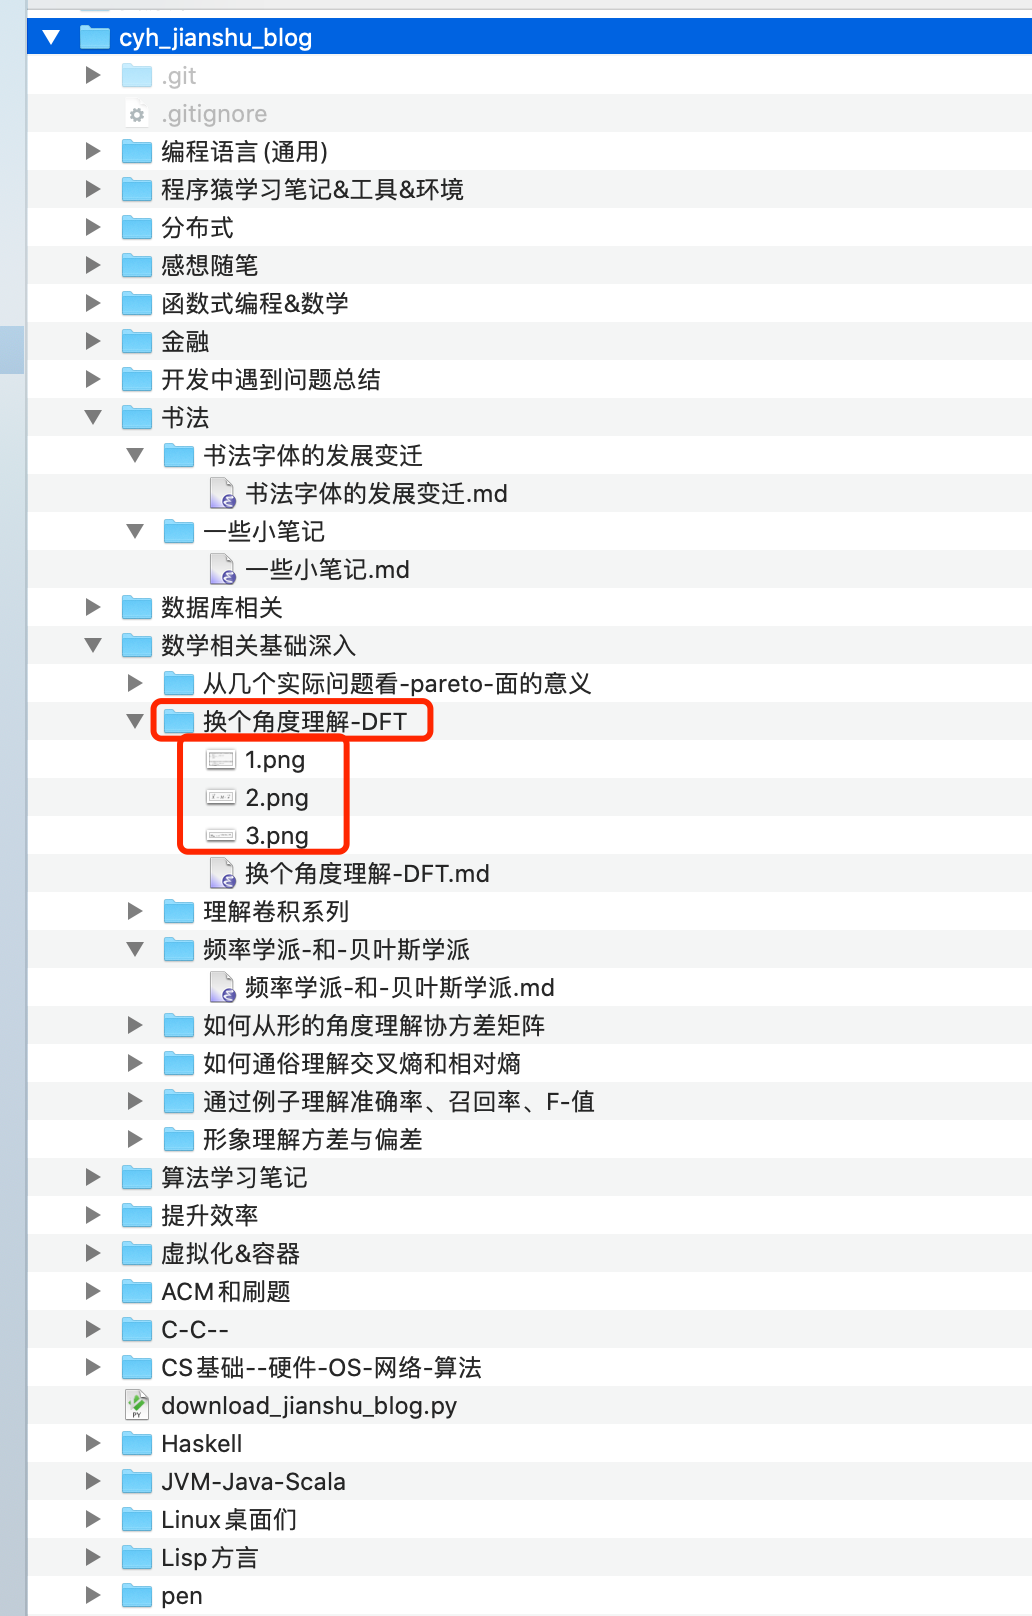 cyh_jianshu_blog
.git
.gitignore
编程语言(通用)
程序猿学习笔记&工具&环境
分布式
感想随笔
函数式编程&数学
金融
开发中遇到问题总结
书法
书法字体的发展变迁
书法字体的发展变迁.md
一些小笔记
一些小笔记.md
数据库相关
数学相关基础深入
从几个实际问题看-pareto-面的意义
换个角度理解-DFT
1.png
2.png
3.png
换个角度理解-DFT.md
理解卷积系列
频率学派-和-贝叶斯学派
频率学派-和-贝叶斯学派.md
如何从形的角度理解协方差矩阵
如何通俗理解交叉熵和相对熵
通过例子理解准确率、召回率、F-值
形象理解方差与偏差
算法学习笔记
提升效率
虚拟化&容器
ACM和刷题
C-C--
CS基础--硬件-OS-网络-算法
download_jianshu_blog.py
Haskell
JVM-Java-Scala
Linux桌面们
Lisp方言
pen